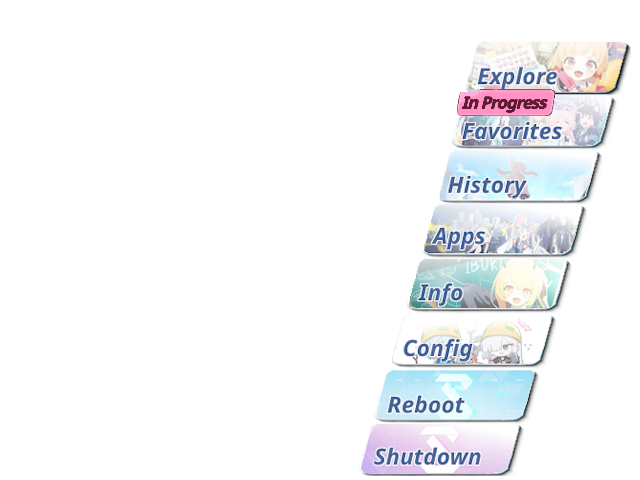 Explore
In Progress
Favorites
History
Apps
Info
Config
Reboot
Shutdown